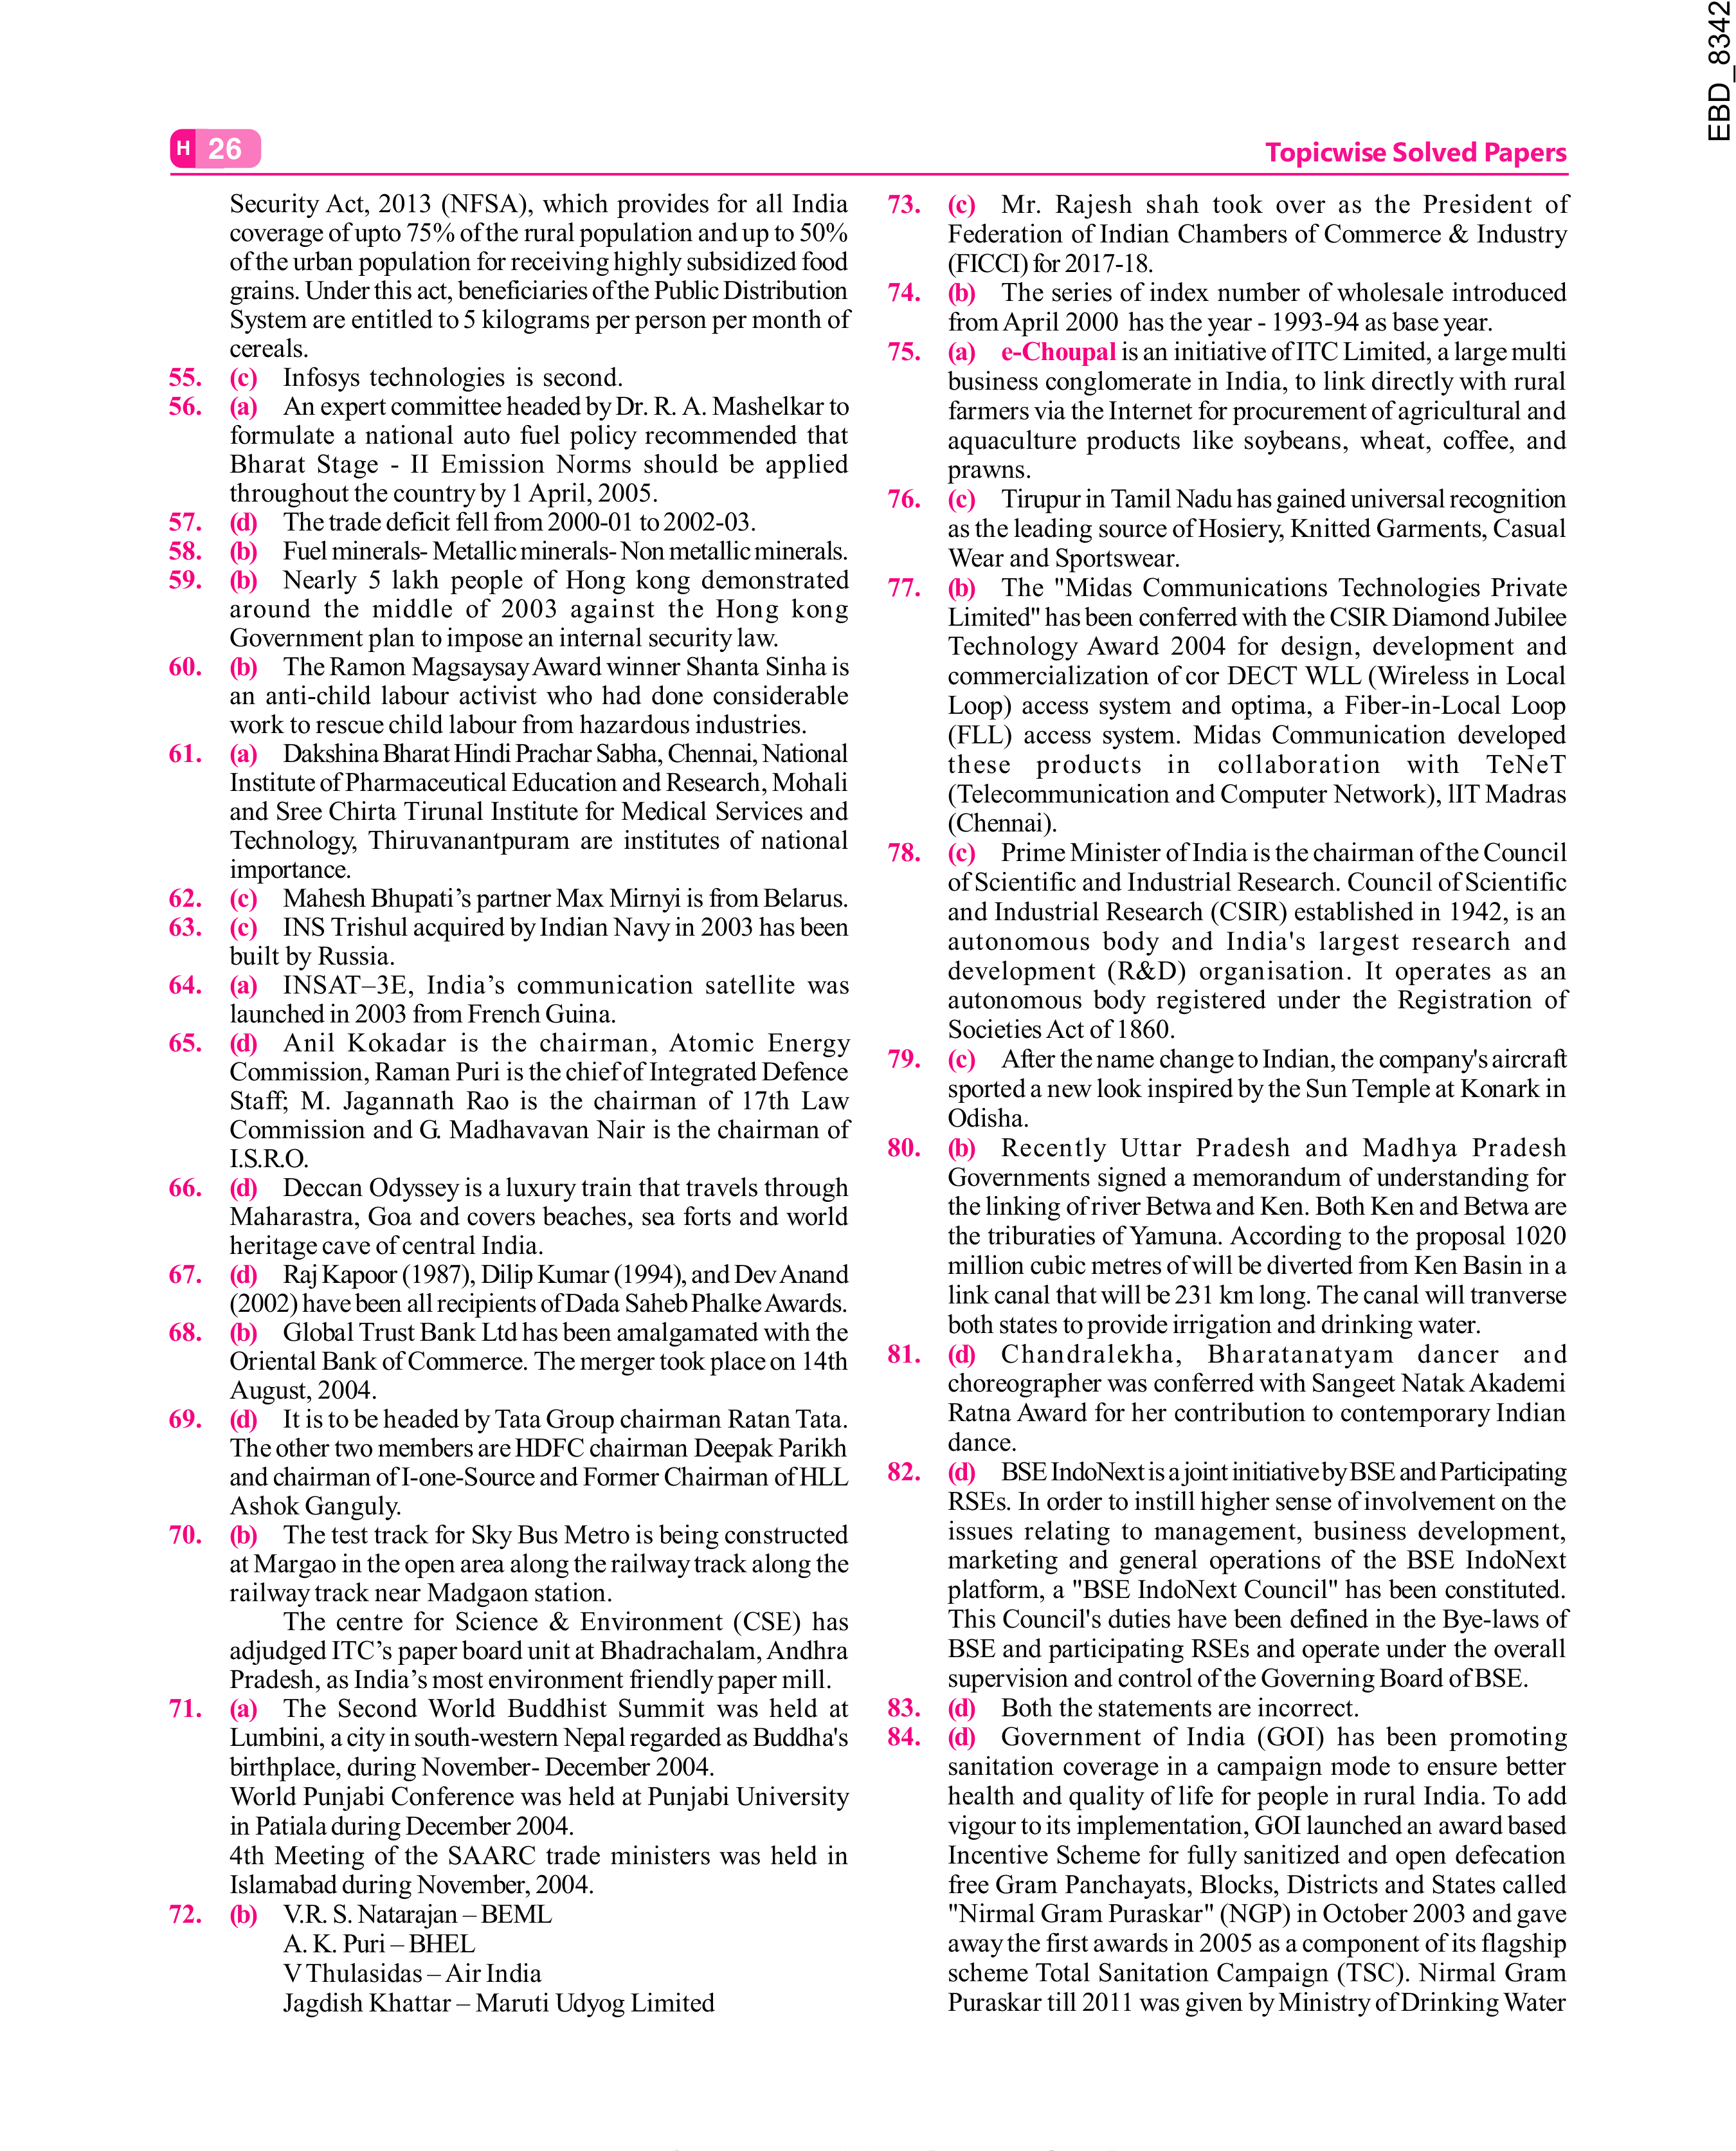 EBD_8342
H 26
Topicwise Solved Papers
Security Act, 2013 (NFSA), which provides for all India
coverage of upto 75% of the rural population and up to 50%
of the urban population for receiving highly subsidized food
grains. Under this act, beneficiaries of the Public Distribution
System are entitled to 5 kilograms per person per month of
cereals.
55. (c) Infosys technologies is second.
56. (a) An expert committee headed by Dr. R. A. Mashelkar to
formulate a national auto fuel policy recommended that
Bharat Stage - II Emission Norms should be applied
throughout the country by 1 April, 2005.
57. (d) The trade deficit fell from 2000-01 to 2002-03.
58. (b) Fuel minerals- Metallic minerals- Non metallic minerals.
59. (b) Nearly 5 lakh people of Hong kong demonstrated
around the middle of 2003 against the Hong kong
Government plan to impose an internal security law.
60. (b) The Ramon Magsaysay Award winner Shanta Sinha is
an anti-child labour activist who had done considerable
work to rescue child labour from hazardous industries.
61. (a) Dakshina Bharat Hindi Prachar Sabha, Chennai, National
Institute of Pharmaceutical Education and Research, Mohali
and Sree Chirta Tirunal Institute for Medical Services and
Technology, Thiruvanantpuram are institutes of national
importance.
62. (c) Mahesh Bhupati’s partner Max Mirnyi is from Belarus.
63. (c) INS Trishul acquired by Indian Navy in 2003 has been
built by Russia.
64. (a) INSAT–3E, India’s communication satellite was
launched in 2003 from French Guina.
65. (d) Anil Kokadar is the chairman, Atomic Energy
Commission, Raman Puri is the chief of Integrated Defence
Staff; M. Jagannath Rao is the chairman of 17th Law
Commission and G. Madhavavan Nair is the chairman of
I.S.R.O.
66. (d) Deccan Odyssey is a luxury train that travels through
Maharastra, Goa and covers beaches, sea forts and world
heritage cave of central India.
67. (d) Raj Kapoor (1987), Dilip Kumar (1994), and Dev Anand
(2002) have been all recipients of Dada Saheb Phalke Awards.
68. (b) Global Trust Bank Ltd has been amalgamated with the
Oriental Bank of Commerce. The merger took place on 14th
August, 2004.
69. (d) It is to be headed by Tata Group chairman Ratan Tata.
The other two members are HDFC chairman Deepak Parikh
and chairman of I-one-Source and Former Chairman of HLL
Ashok Ganguly.
70. (b) The test track for Sky Bus Metro is being constructed
at Margao in the open area along the railway track along the
railway track near Madgaon station.
The centre for Science & Environment (CSE) has
adjudged ITC’s paper board unit at Bhadrachalam, Andhra
Pradesh, as India’s most environment friendly paper mill.
71. (a) The Second World Buddhist Summit was held at
Lumbini, a city in south-western Nepal regarded as Buddha's
birthplace, during November- December 2004.
World Punjabi Conference was held at Punjabi University
in Patiala during December 2004.
4th Meeting of the SAARC trade ministers was held in
Islamabad during November, 2004.
72. (b) V.R. S. Natarajan – BEML
A. K. Puri – BHEL
V Thulasidas – Air India
Jagdish Khattar – Maruti Udyog Limited
73. (c) Mr. Rajesh shah took over as the President of
Federation of Indian Chambers of Commerce & Industry
(FICCI) for 2017-18.
74. (b) The series of index number of wholesale introduced
from April 2000 has the year - 1993-94 as base year.
75. (a) e-Choupal is an initiative of ITC Limited, a large multi
business conglomerate in India, to link directly with rural
farmers via the Internet for procurement of agricultural and
aquaculture products like soybeans, wheat, coffee, and
prawns.
76. (c) Tirupur in Tamil Nadu has gained universal recognition
as the leading source of Hosiery, Knitted Garments, Casual
Wear and Sportswear.
77. (b) The "Midas Communications Technologies Private
Limited" has been conferred with the CSIR Diamond Jubilee
Technology Award 2004 for design, development and
commercialization of cor DECT WLL (Wireless in Local
Loop) access system and optima, a Fiber-in-Local Loop
(FLL) access system. Midas Communication developed
these products in collaboration with TeNeT
(Telecommunication and Computer Network), lIT Madras
(Chennai).
78. (c) Prime Minister of India is the chairman of the Council
of Scientific and Industrial Research. Council of Scientific
and Industrial Research (CSIR) established in 1942, is an
autonomous body and India's largest research and
development (R&D) organisation. It operates as an
autonomous body registered under the Registration of
Societies Act of 1860.
79. (c) After the name change to Indian, the company's aircraft
sported a new look inspired by the Sun Temple at Konark in
Odisha.
80. (b) Recently Uttar Pradesh and Madhya Pradesh
Governments signed a memorandum of understanding for
the linking of river Betwa and Ken. Both Ken and Betwa are
the triburaties of Yamuna. According to the proposal 1020
million cubic metres of will be diverted from Ken Basin in a
link canal that will be 231 km long. The canal will tranverse
both states to provide irrigation and drinking water.
81. (d) Chandralekha, Bharatanatyam dancer and
choreographer was conferred with Sangeet Natak Akademi
Ratna Award for her contribution to contemporary Indian
dance.
82. (d) BSE IndoNext is a joint initiative by BSE and Participating
RSEs. In order to instill higher sense of involvement on the
issues relating to management, business development,
marketing and general operations of the BSE IndoNext
platform, a "BSE IndoNext Council" has been constituted.
This Council's duties have been defined in the Bye-laws of
BSE and participating RSEs and operate under the overall
supervision and control of the Governing Board of BSE.
83. (d) Both the statements are incorrect.
84. (d) Government of India (GOI) has been promoting
sanitation coverage in a campaign mode to ensure better
health and quality of life for people in rural India. To add
vigour to its implementation, GOI launched an award based
Incentive Scheme for fully sanitized and open defecation
free Gram Panchayats, Blocks, Districts and States called
"Nirmal Gram Puraskar" (NGP) in October 2003 and gave
away the first awards in 2005 as a component of its flagship
scheme Total Sanitation Campaign (TSC). Nirmal Gram
Puraskar till 2011 was given by Ministry of Drinking Water